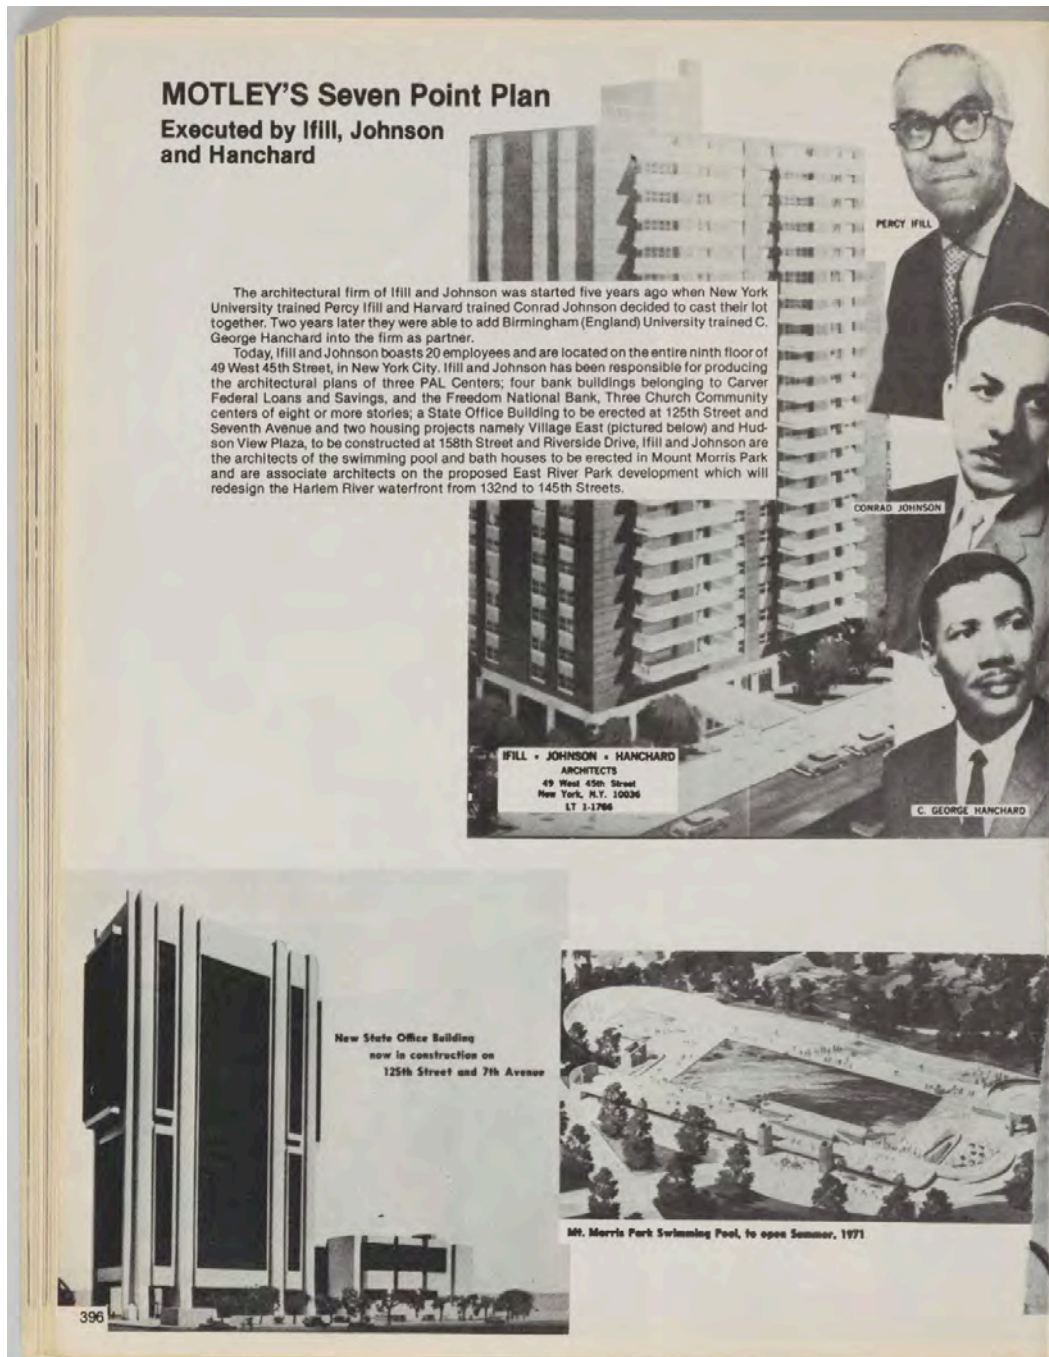 MOTLEY'S Seven Point Plan
Executed by Ifill, Johnson
and Hanchard
PERCY IFILL
The architectural firm of Ifill and Johnson was started five years ago when New York
University trained Percy Ifill and Harvard trained Conrad Johnson decided to cast their lot
together. Two years later they were able to add Birmingham (England) University trained C.
George Hanchard into the firm as partner.
Today, Ifill and Johnson boasts 20 employees and are located on the entire ninth floor of
49 West 45th Street, in New York City. Ifill and Johnson has been responsible for producing
the architectural plans of three PAL Centers; four bank buildings belonging to Carver
Federal Loans and Savings, and the Freedom National Bank, Three Church Community
centers of eight or more stories; a State Office Building to be erected at 125th Street and
Seventh Avenue and two housing projects namely Village East (pictured below) and Hud-
son View Plaza, to be constructed at 158th Street and Riverside Drive, Ifill and Johnson are
the architects of the swimming pool and bath houses to be erected in Mount Morris Park
and are associate architects on the proposed East River Park development which will
redesign the Harlem River waterfront from 132nd to 145th Streets.
CONRAD JOHNSON
IFILL • JOHNSON • HANCHARD
ARCHITECTS
49 West 45th Street
New York, N.Y. 10036
LT 1-1766
C. GEORGE HANCHARD
New State Office Building
now in construction on
125th Street and 7th Avenue
Mt. Morris Park Swimming Pool, to open Summer, 1971
396